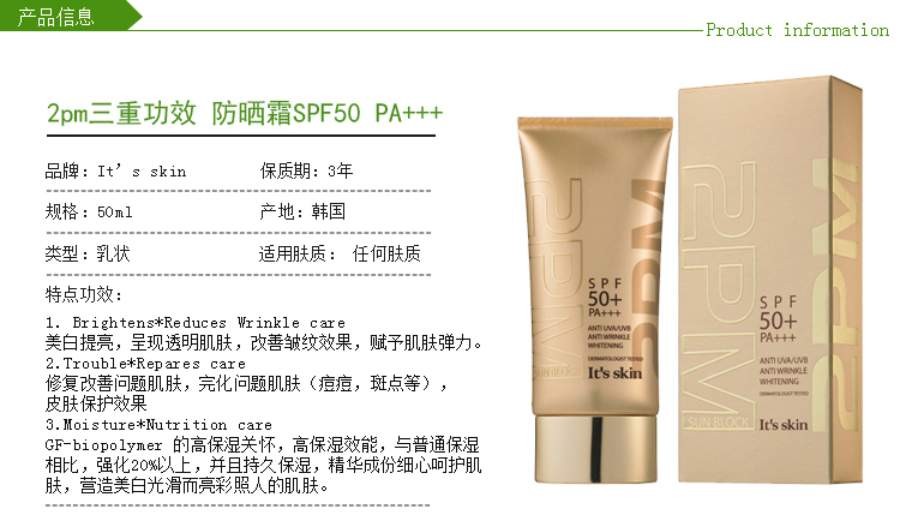 产品信息
Product information
2pm三重功效 防晒霜SPF50 PA+++
品牌：It’s skin 保质期：3年
规格：50ml 产地：韩国
类型：乳状 适用肤质： 任何肤质
特点功效：
1. Brightens*Reduces Wrinkle care
美白提亮，呈现透明肌肤，改善皱纹效果，赋予肌肤弹力。
2.Trouble*Repares care
修复改善问题肌肤，完化问题肌肤（痘痘，斑点等），
皮肤保护效果
3.Moisture*Nutrition care
GF-biopolymer 的高保湿关怀，高保湿效能，与普通保湿
相比，强化20%以上，并且持久保湿，精华成份细心呵护肌
肤，营造美白光滑而亮彩照人的肌肤。
2PM
2PM
SPF
50+
PA+++
ANTI UVA/UVB
ANTI WRINKLE
WHITENING
DERMATOLOGIST TESTED
It's skin
2PM
SUN BLOCK
2PM
SPF
50+
PA+++
ANTI UVA/UVB
ANTI WRINKLE
WHITENING
DERMATOLOGIST TESTED
It's skin